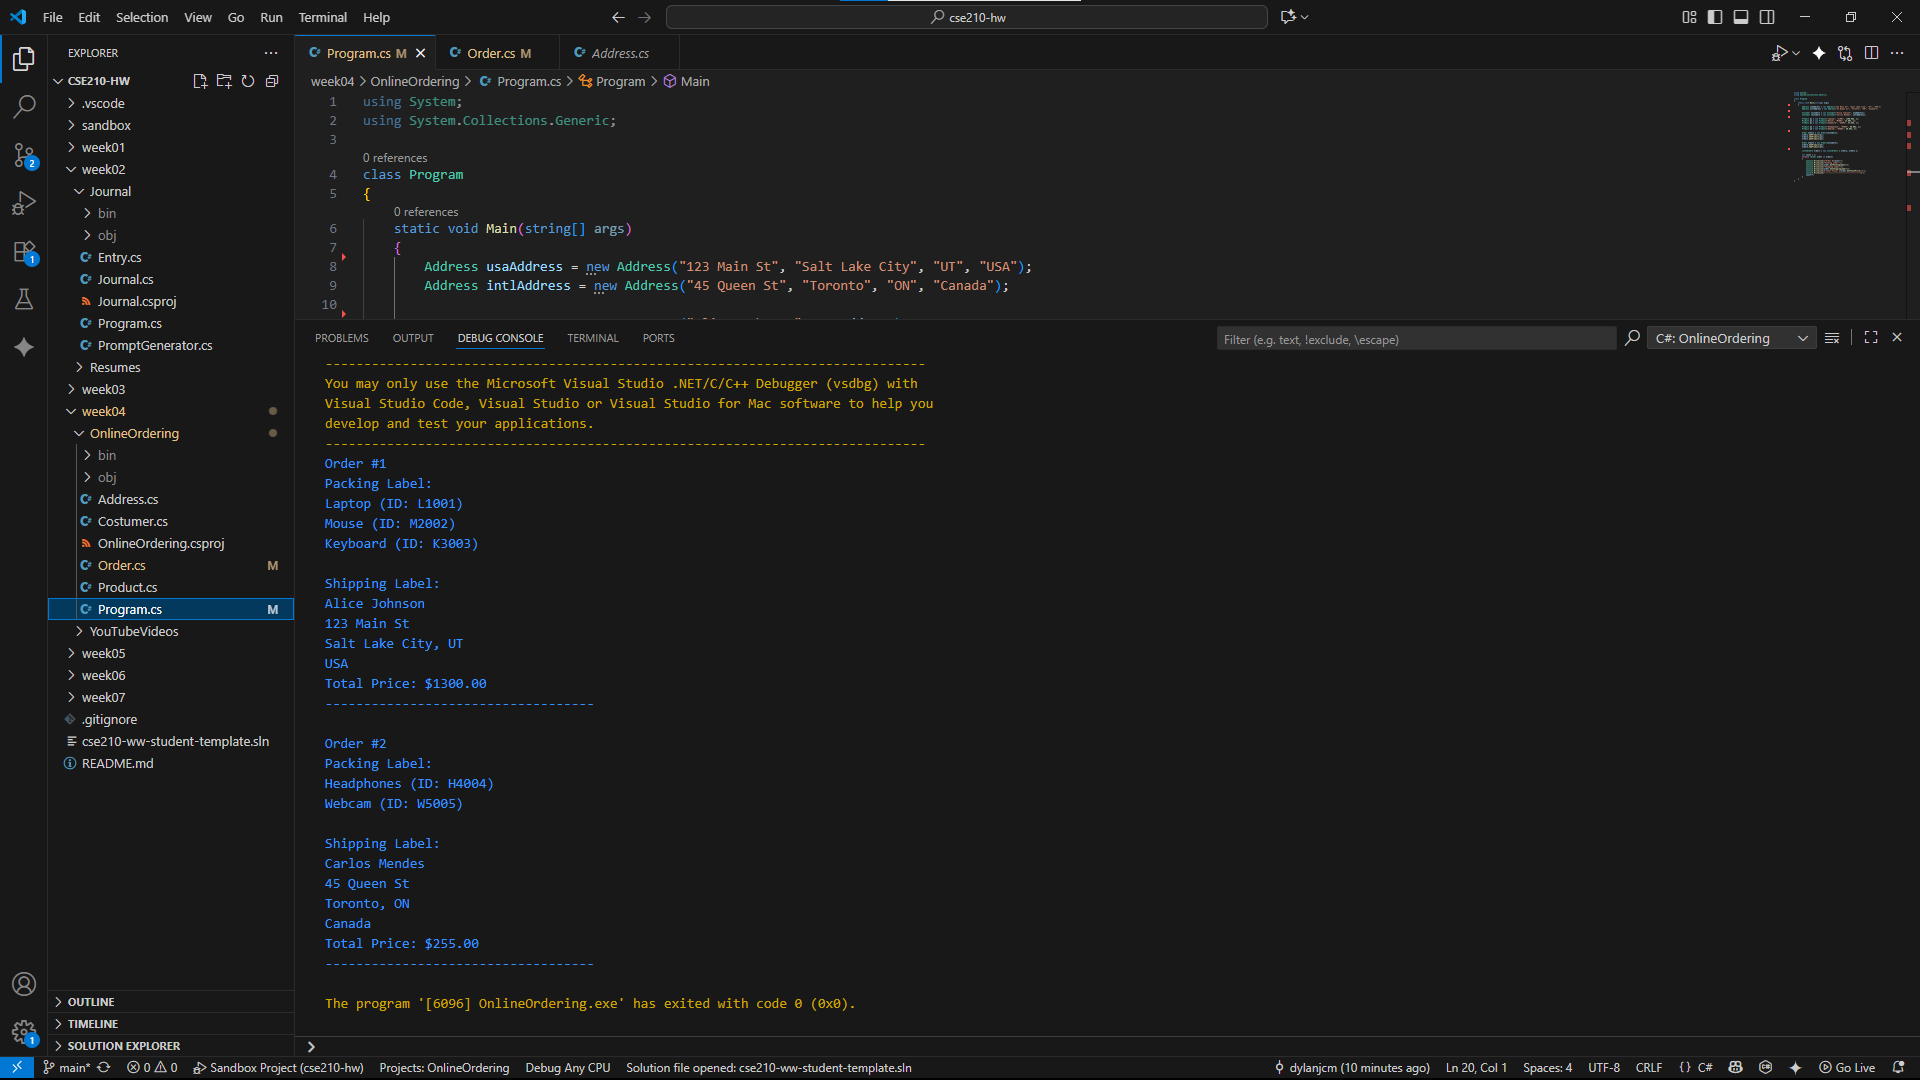 File Edit Selection View Go Run Terminal Help
cse210-hw
EXPLORER
CSE210-HW
.vscode
sandbox
week01
week02
Journal
bin
obj
Entry.cs
Journal.cs
Journal.csproj
Program.cs
PromptGenerator.cs
Resumes
week03
week04
OnlineOrdering
bin
obj
Address.cs
Costumer.cs
OnlineOrdering.csproj
Order.cs M
Product.cs
Program.cs M
YouTubeVideos
week05
week06
week07
.gitignore
cse210-ww-student-template.sln
README.md
OUTLINE
TIMELINE
SOLUTION EXPLORER
2
1
1
Program.cs M
Order.cs M
Address.cs
week04 > OnlineOrdering > Program.cs > Program > Main
1 using System;
2 using System.Collections.Generic;
3
0 references
4 class Program
5 {
0 references
6 static void Main(string[] args)
7 {
8 Address usaAddress = new Address("123 Main St", "Salt Lake City", "UT", "USA");
9 Address intlAddress = new Address("45 Queen St", "Toronto", "ON", "Canada");
10
PROBLEMS OUTPUT DEBUG CONSOLE TERMINAL PORTS
Filter (e.g. text, !exclude, \escape)
C#: OnlineOrdering
------------------------------------------------------------------------------
You may only use the Microsoft Visual Studio .NET/C/C++ Debugger (vsdbg) with
Visual Studio Code, Visual Studio or Visual Studio for Mac software to help you
develop and test your applications.
------------------------------------------------------------------------------
Order #1
Packing Label:
Laptop (ID: L1001)
Mouse (ID: M2002)
Keyboard (ID: K3003)
Shipping Label:
Alice Johnson
123 Main St
Salt Lake City, UT
USA
Total Price: $1300.00
-----------------------------------
Order #2
Packing Label:
Headphones (ID: H4004)
Webcam (ID: W5005)
Shipping Label:
Carlos Mendes
45 Queen St
Toronto, ON
Canada
Total Price: $255.00
-----------------------------------
The program '[6096] OnlineOrdering.exe' has exited with code 0 (0x0).
main* 0 0 Sandbox Project (cse210-hw) Projects: OnlineOrdering Debug Any CPU Solution file opened: cse210-ww-student-template.sln dylanjcm (10 minutes ago) Ln 20, Col 1 Spaces: 4 UTF-8 CRLF {} C# Go Live